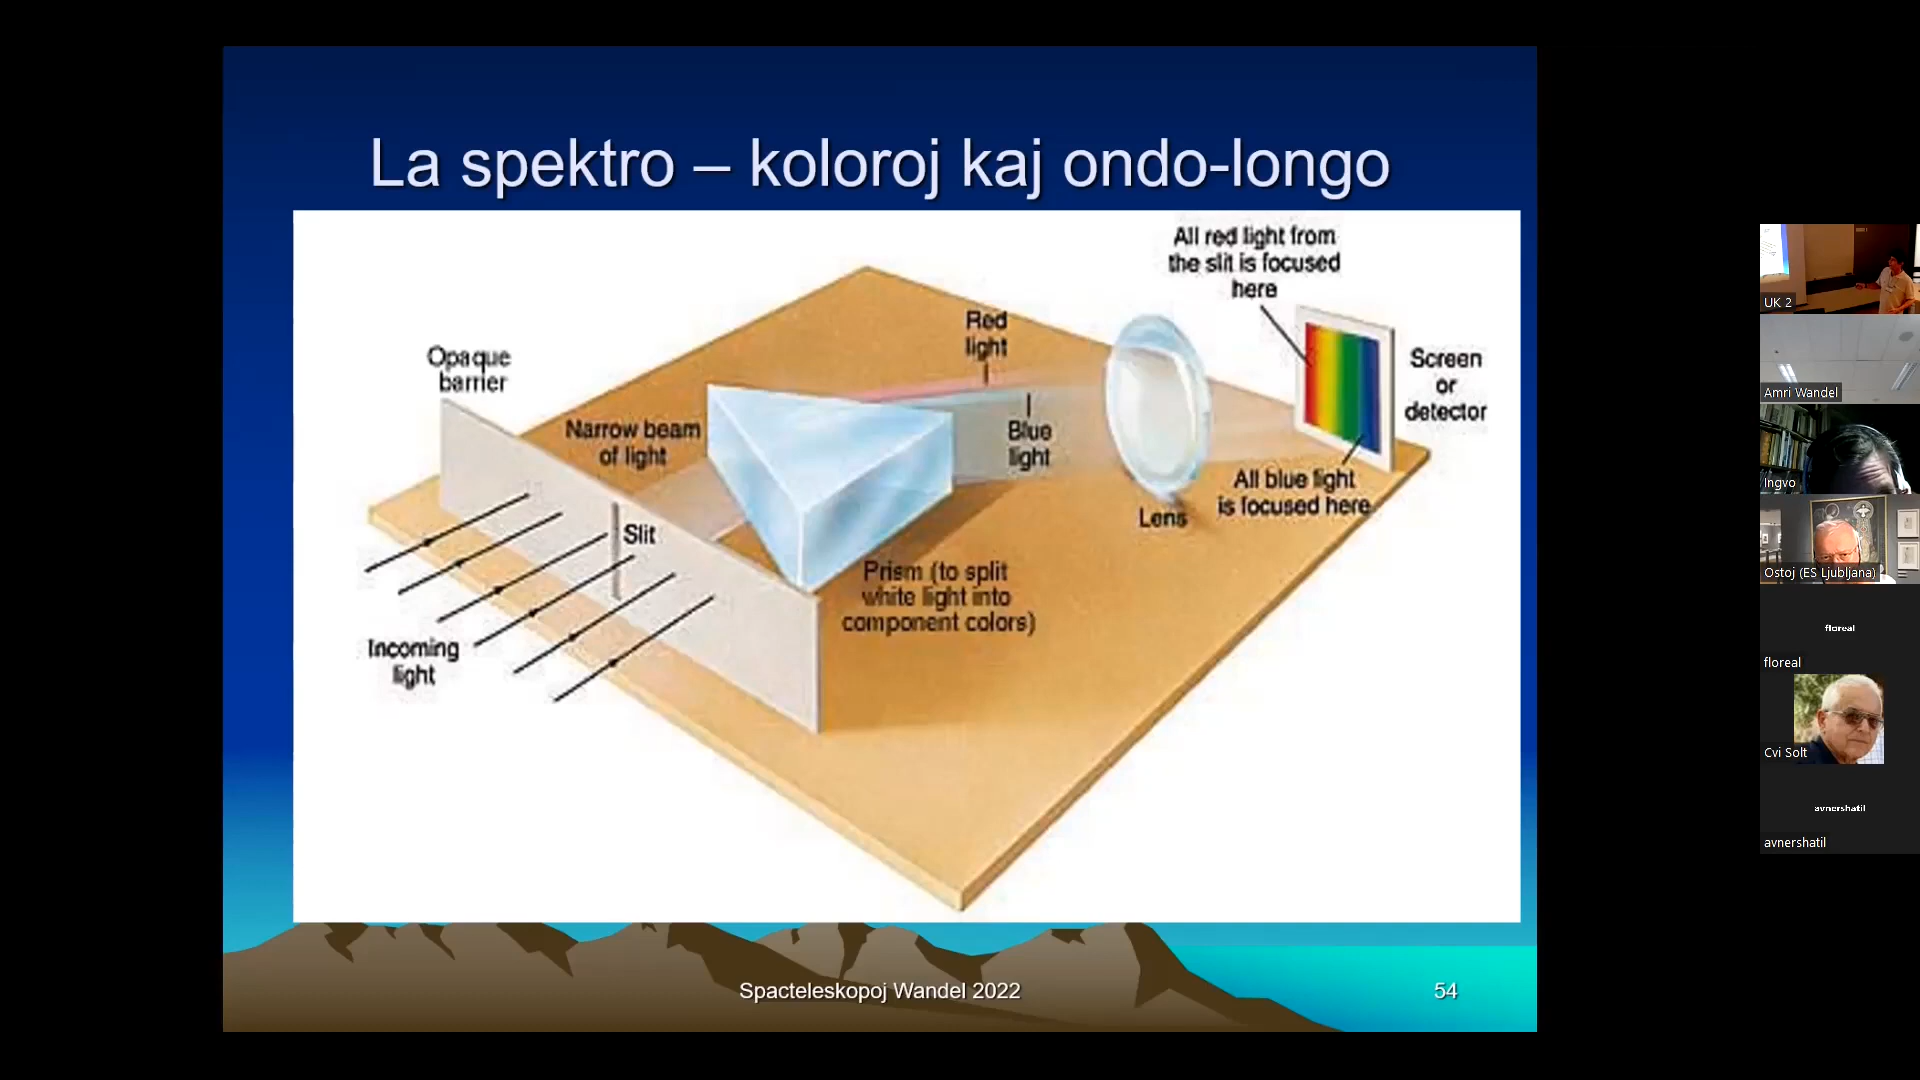 La spektro – koloroj kaj ondo-longo
All red light from
the slit is focused
here
Red
light
Opaque
barrier
Screen
or
detector
Narrow beam
of light
Blue
light
All blue light
is focused here
Lens
Slit
Prism (to split
white light into
component colors)
Incoming
light
Spacteleskopoj Wandel 2022
54
UK 2
Amri Wandel
Ingvo
Ostoj (ES Ljubljana)
floreal
floreal
Cvi Solt
avnershatil
avnershatil